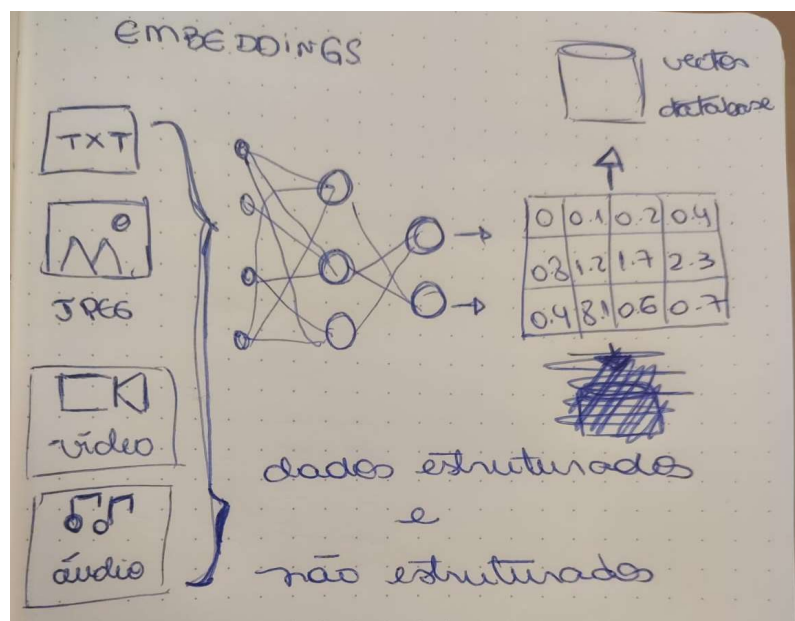 EMBEDDINGS
vector
database
TXT
JPEG
vídeo
áudio
0 0.1 0.2 0.4
0.8 1.2 1.7 2.3
0.4 8.1 0.6 0.7
dados estruturados
e
não estruturados